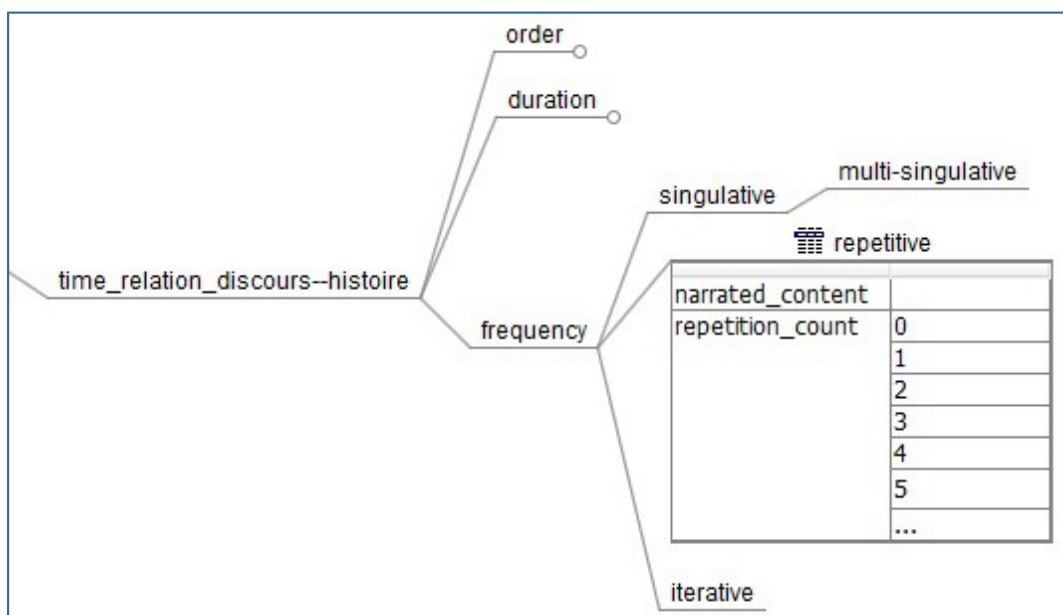 order
duration
multi-singulative
singulative
repetitive
time_relation_discours--histoire
narrated_content
frequency
repetition_count 0
1
2
3
4
5
...
iterative